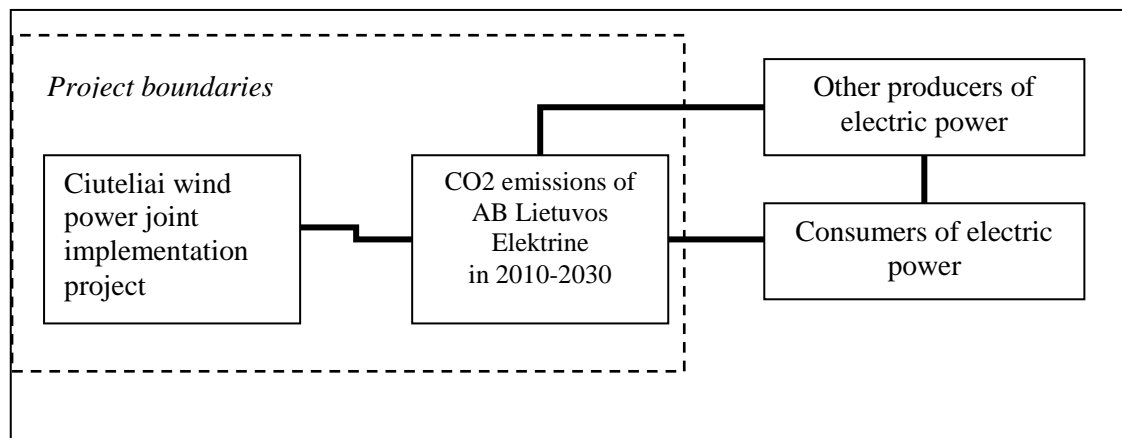 Project boundaries
Ciuteliai wind
power joint
implementation
project
CO2 emissions of
AB Lietuvos
Elektrine
in 2010-2030
Other producers of
electric power
Consumers of electric
power